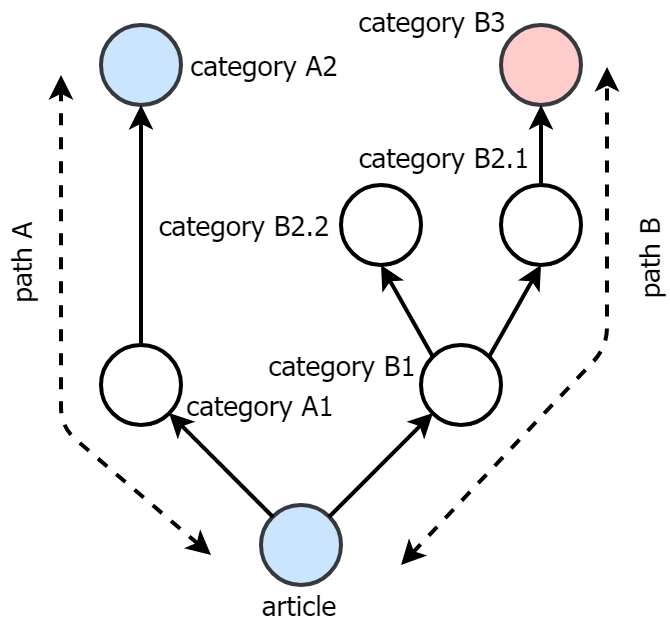 category B3
category A2
category B2.1
category B2.2
path A
path B
category B1
category A1
article